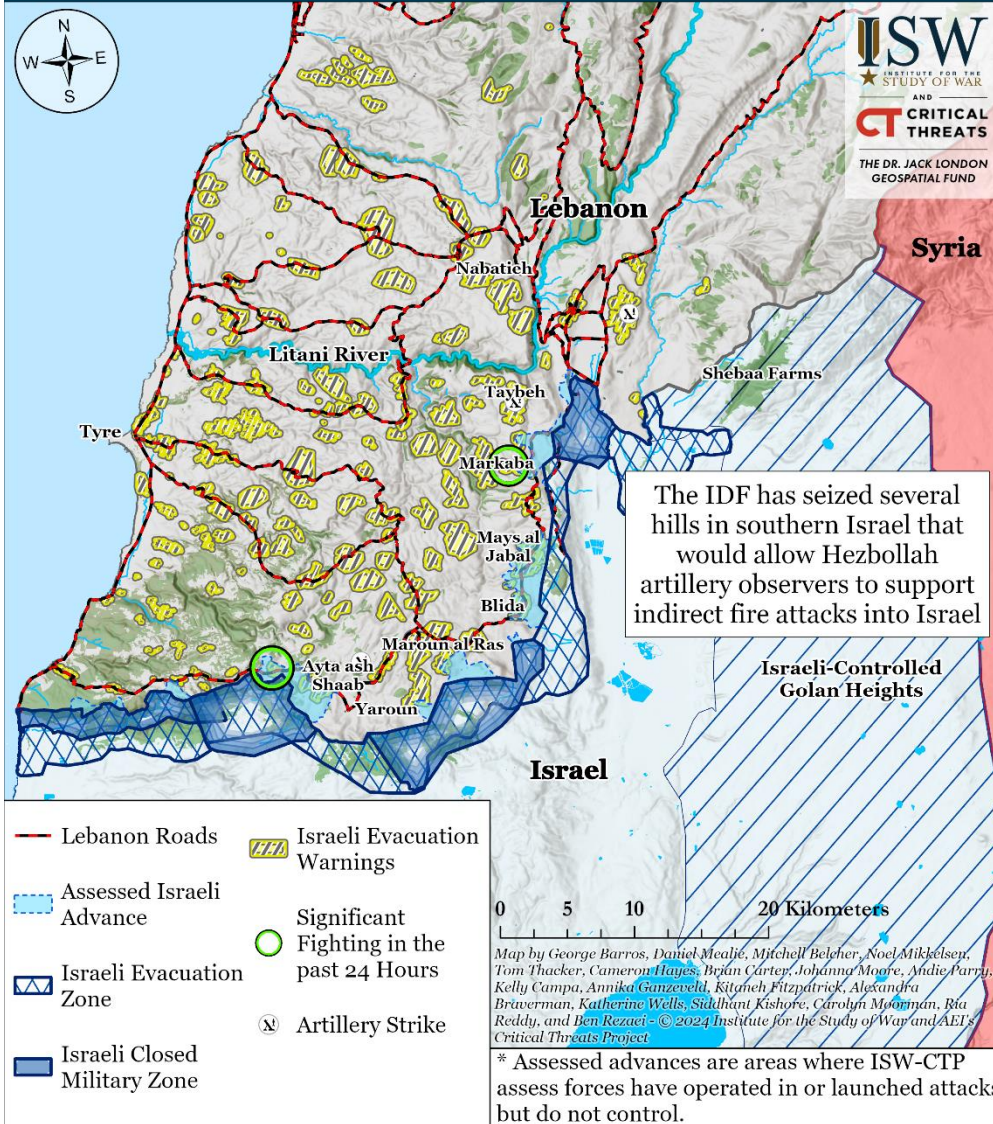 N
W E
S
ISW
INSTITUTE FOR THE
STUDY OF WAR
AND
CT CRITICAL
THREATS
THE DR. JACK LONDON
GEOSPATIAL FUND
Lebanon
Syria
Nabatieh
Litani River
Shebaa Farms
Taybeh
Tyre
Markaba
The IDF has seized several
hills in southern Israel that
would allow Hezbollah
artillery observers to support
indirect fire attacks into Israel
Mays al
Jabal
Blida
Maroun al Ras
Ayta ash
Shaab
Yaroun
Israeli-Controlled
Golan Heights
Israel
Lebanon Roads
Assessed Israeli
Advance
Israeli Evacuation
Zone
Israeli Closed
Military Zone
Israeli Evacuation
Warnings
Significant
Fighting in the
past 24 Hours
Artillery Strike
0 5 10 20 Kilometers
Map by George Barros, Daniel Mealie, Mitchell Belcher, Noel Mikkelsen,
Tom Thacker, Cameron Hayes, Brian Carter, Johanna Moore, Andie Parry,
Kelly Campa, Annika Ganzeveld, Kitaneh Fitzpatrick, Alexandra
Braverman, Katherine Wells, Siddhant Kishore, Carolyn Moorman, Ria
Reddy, and Ben Rezaei - © 2024 Institute for the Study of War and AEI's
Critical Threats Project
* Assessed advances are areas where ISW-CTP
assess forces have operated in or launched attacks
but do not control.